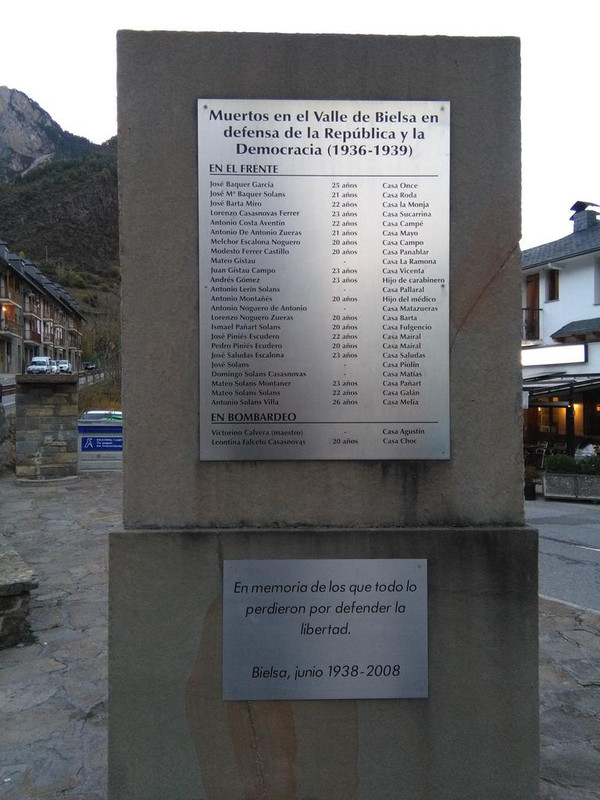 Muertos en el Valle de Bielsa en
defensa de la República y la
Democracia (1936-1939)
EN EL FRENTE
José Baquer García 25 años Casa Once
José Mª Baquer Solans 21 años Casa Roda
José Barta Miro 22 años Casa la Monja
Lorenzo Casasnovas Ferrer 23 años Casa Sucarrina
Antonio Costa Aventín 22 años Casa Campé
Antonio De Antonio Zueras 21 años Casa Mayo
Melchor Escalona Noguero 20 años Casa Campo
Modesto Ferrer Castillo 20 años Casa Panablar
Mateo Gistau - Casa La Ramona
Juan Gistau Campo 23 años Casa Vicenta
Andrés Gómez 23 años Hijo de carabinero
Antonio Lerín Solans - Casa Pallaral
Antonio Montañés 20 años Hijo del médico
Antonio Noguero de Antonio - Casa Matazueras
Lorenzo Noguero Zueras 20 años Casa Barta
Ismael Pañart Solans 20 años Casa Fulgencio
José Piniés Escudero 22 años Casa Mairal
Pedro Piniés Ecudero 20 años Casa Mairal
José Saludas Escalona 23 años Casa Saludas
José Solans - Casa Piolín
Domingo Solans Casasnovas - Casa Matías
Mateo Solans Montaner 23 años Casa Pañart
Mateo Solans Solans 22 años Casa Galán
Antonio Solans Villa 26 años Casa Melia
EN BOMBARDEO
Victorino Calvera (maestro) - Casa Agustín
Leontina Falceto Casasnovas 20 años Casa Choc
En memoria de los que todo lo
perdieron por defender la
libertad.
Bielsa, junio 1938-2008